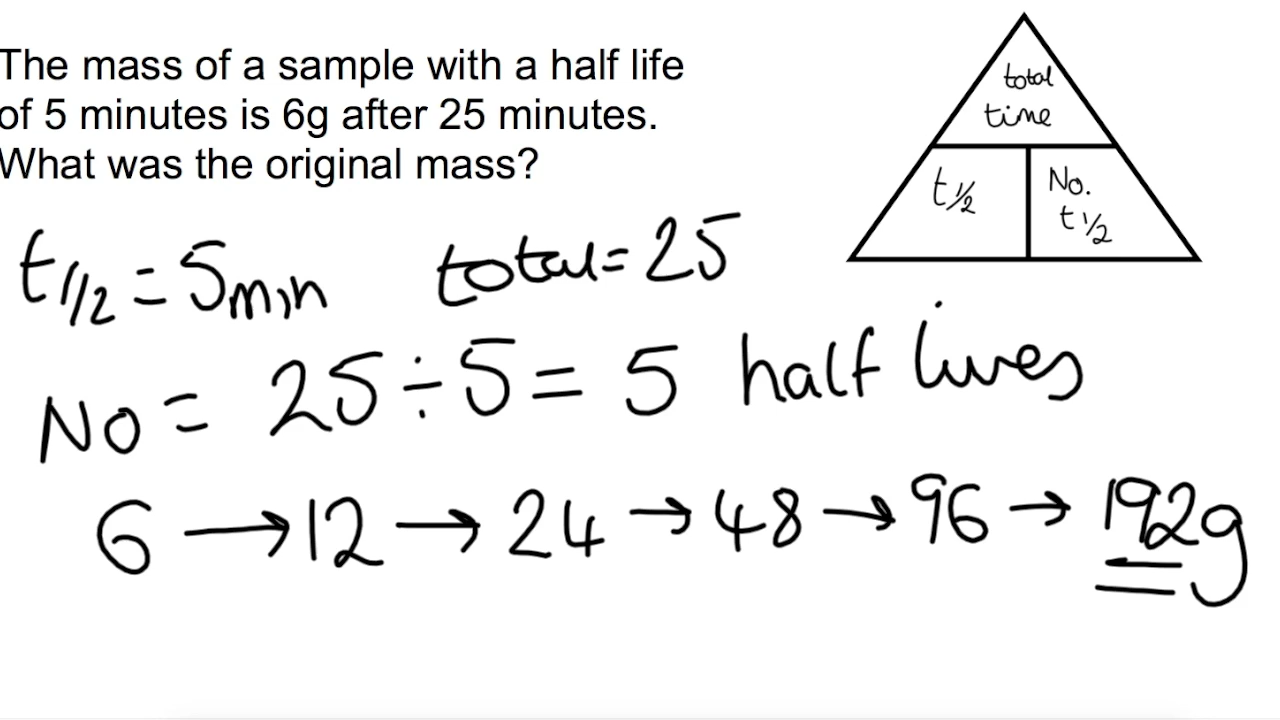 The mass of a sample with a half life
of 5 minutes is 6g after 25 minutes.
What was the original mass?
total
time
t1/2
No.
t1/2
t1/2 = 5min total = 25
No = 25 ÷ 5 = 5 half lives
6 → 12 → 24 → 48 → 96 → 192g